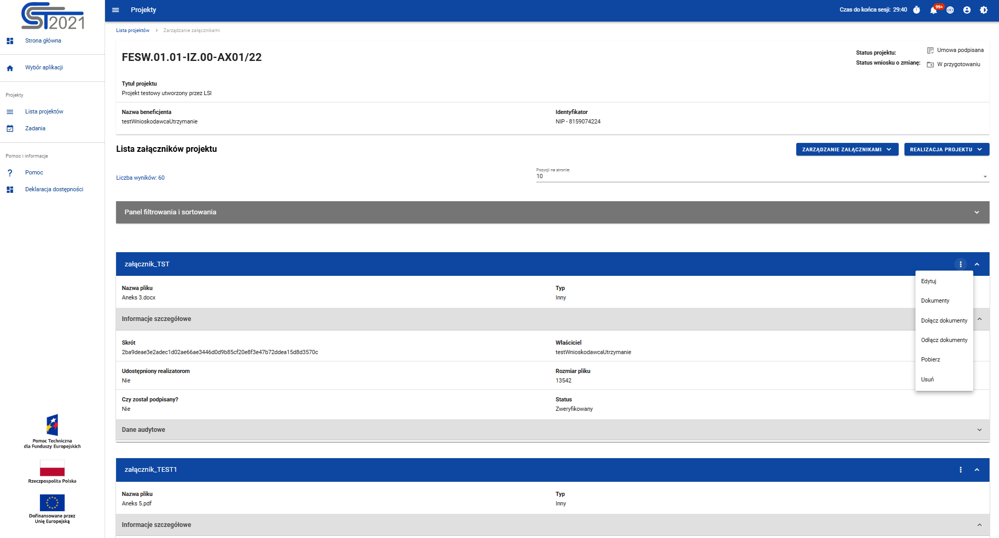 CST2021
Strona główna
Wybór aplikacji
Projekty
Lista projektów
Zadania
Pomoc i informacje
? Pomoc
Deklaracja dostępności
Pomoc Techniczna
dla Funduszy Europejskich
Rzeczpospolita Polska
Dofinansowane przez
Unię Europejską
Projekty
Czas do końca sesji: 29:40
99+
Lista projektów > Zarządzanie załącznikami
FESW.01.01-IZ.00-AX01/22
Status projektu: Umowa podpisana
Status wniosku o zmianę: W przygotowaniu
Tytuł projektu
Projekt testowy utworzony przez LSI
Nazwa beneficjenta
testWnioskodawcaUtrzymanie
Identyfikator
NIP - 8159074224
Lista załączników projektu
ZARZĄDZANIE ZAŁĄCZNIKAMI
REALIZACJA PROJEKTU
Liczba wyników: 60
Pozycji na stronie:
10
Panel filtrowania i sortowania
załącznik_TST
Edytuj
Dokumenty
Dołącz dokumenty
Odłącz dokumenty
Pobierz
Usuń
Nazwa pliku
Aneks 3.docx
Typ
Inny
Informacje szczegółowe
Skrót
2ba9deae3e2adec1d02ae66ae3446d0d9b85cf20e8f3e47b72ddea15d8d3570c
Właściciel
testWnioskodawcaUtrzymanie
Udostępniony realizatorom
Nie
Rozmiar pliku
13542
Czy został podpisany?
Nie
Status
Zweryfikowany
Dane audytowe
załącznik_TEST1
Nazwa pliku
Aneks 5.pdf
Typ
Inny
Informacje szczegółowe